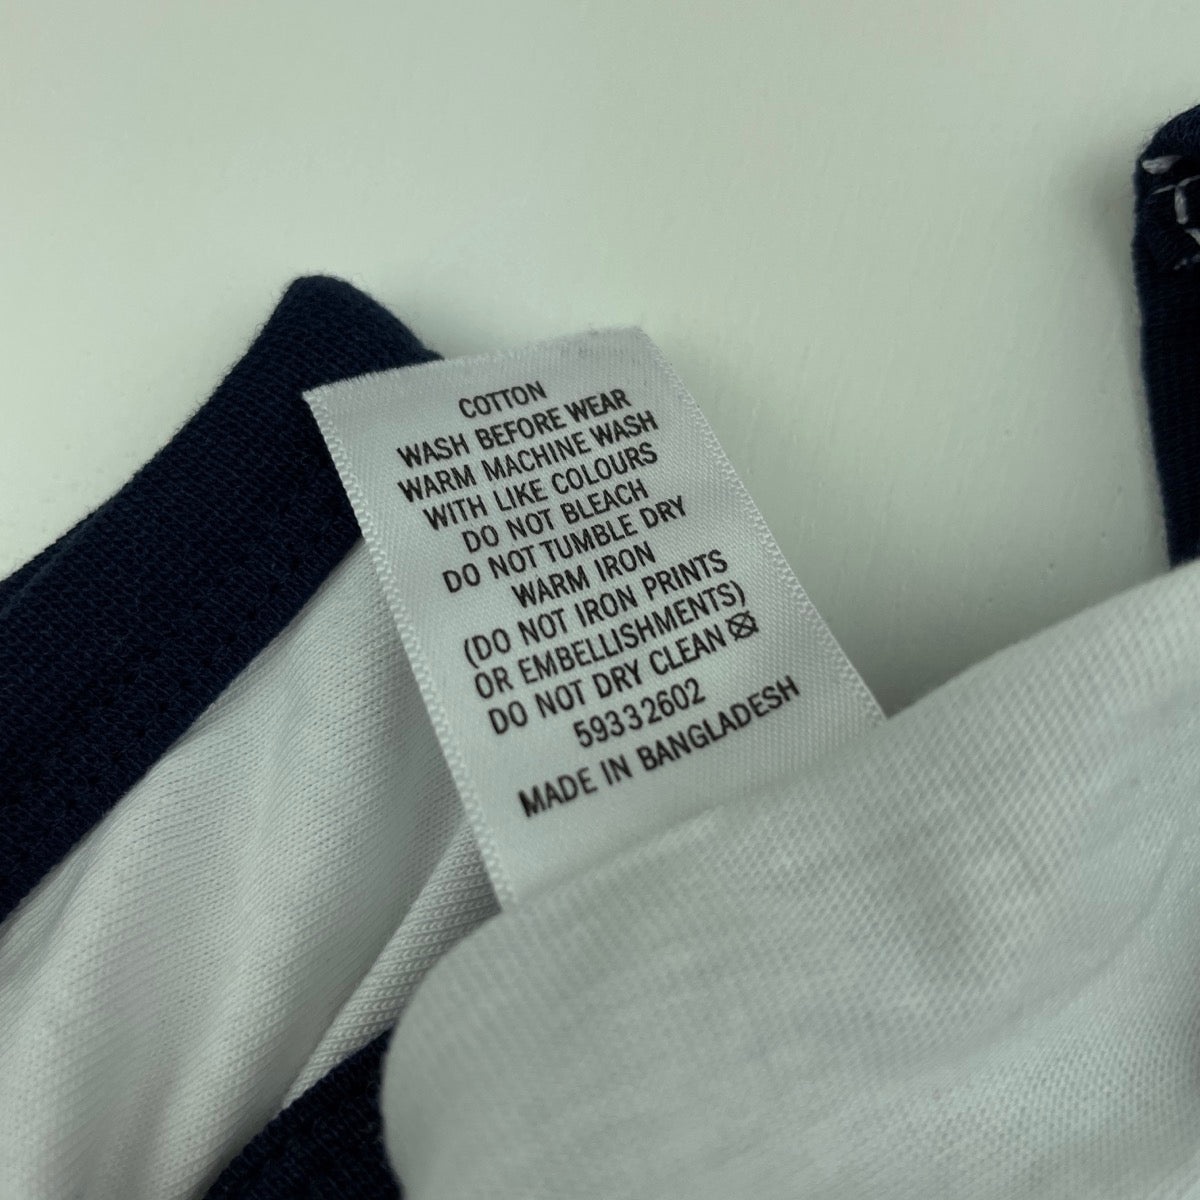 COTTON
WASH BEFORE WEAR
WARM MACHINE WASH
WITH LIKE COLOURS
DO NOT BLEACH
DO NOT TUMBLE DRY
WARM IRON
(DO NOT IRON PRINTS
OR EMBELLISHMENTS)
DO NOT DRY CLEAN
59332602
MADE IN BANGLADESH